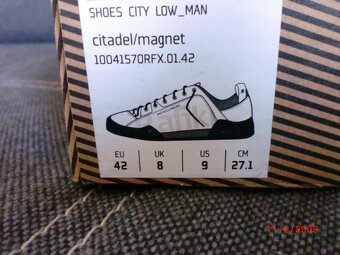 SHOES CITY LOW_MAN
citadel/magnet
10041570RFX.01.42
EU UK US CM
42 8 9 27.1